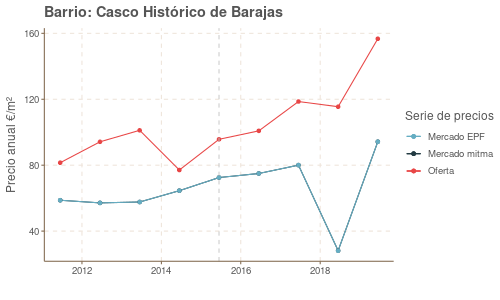 Barrio: Casco Histórico de Barajas
Precio anual €/m²
160
120
80
40
2012
2014
2016
2018
Serie de precios
Mercado EPF
Mercado mitma
Oferta